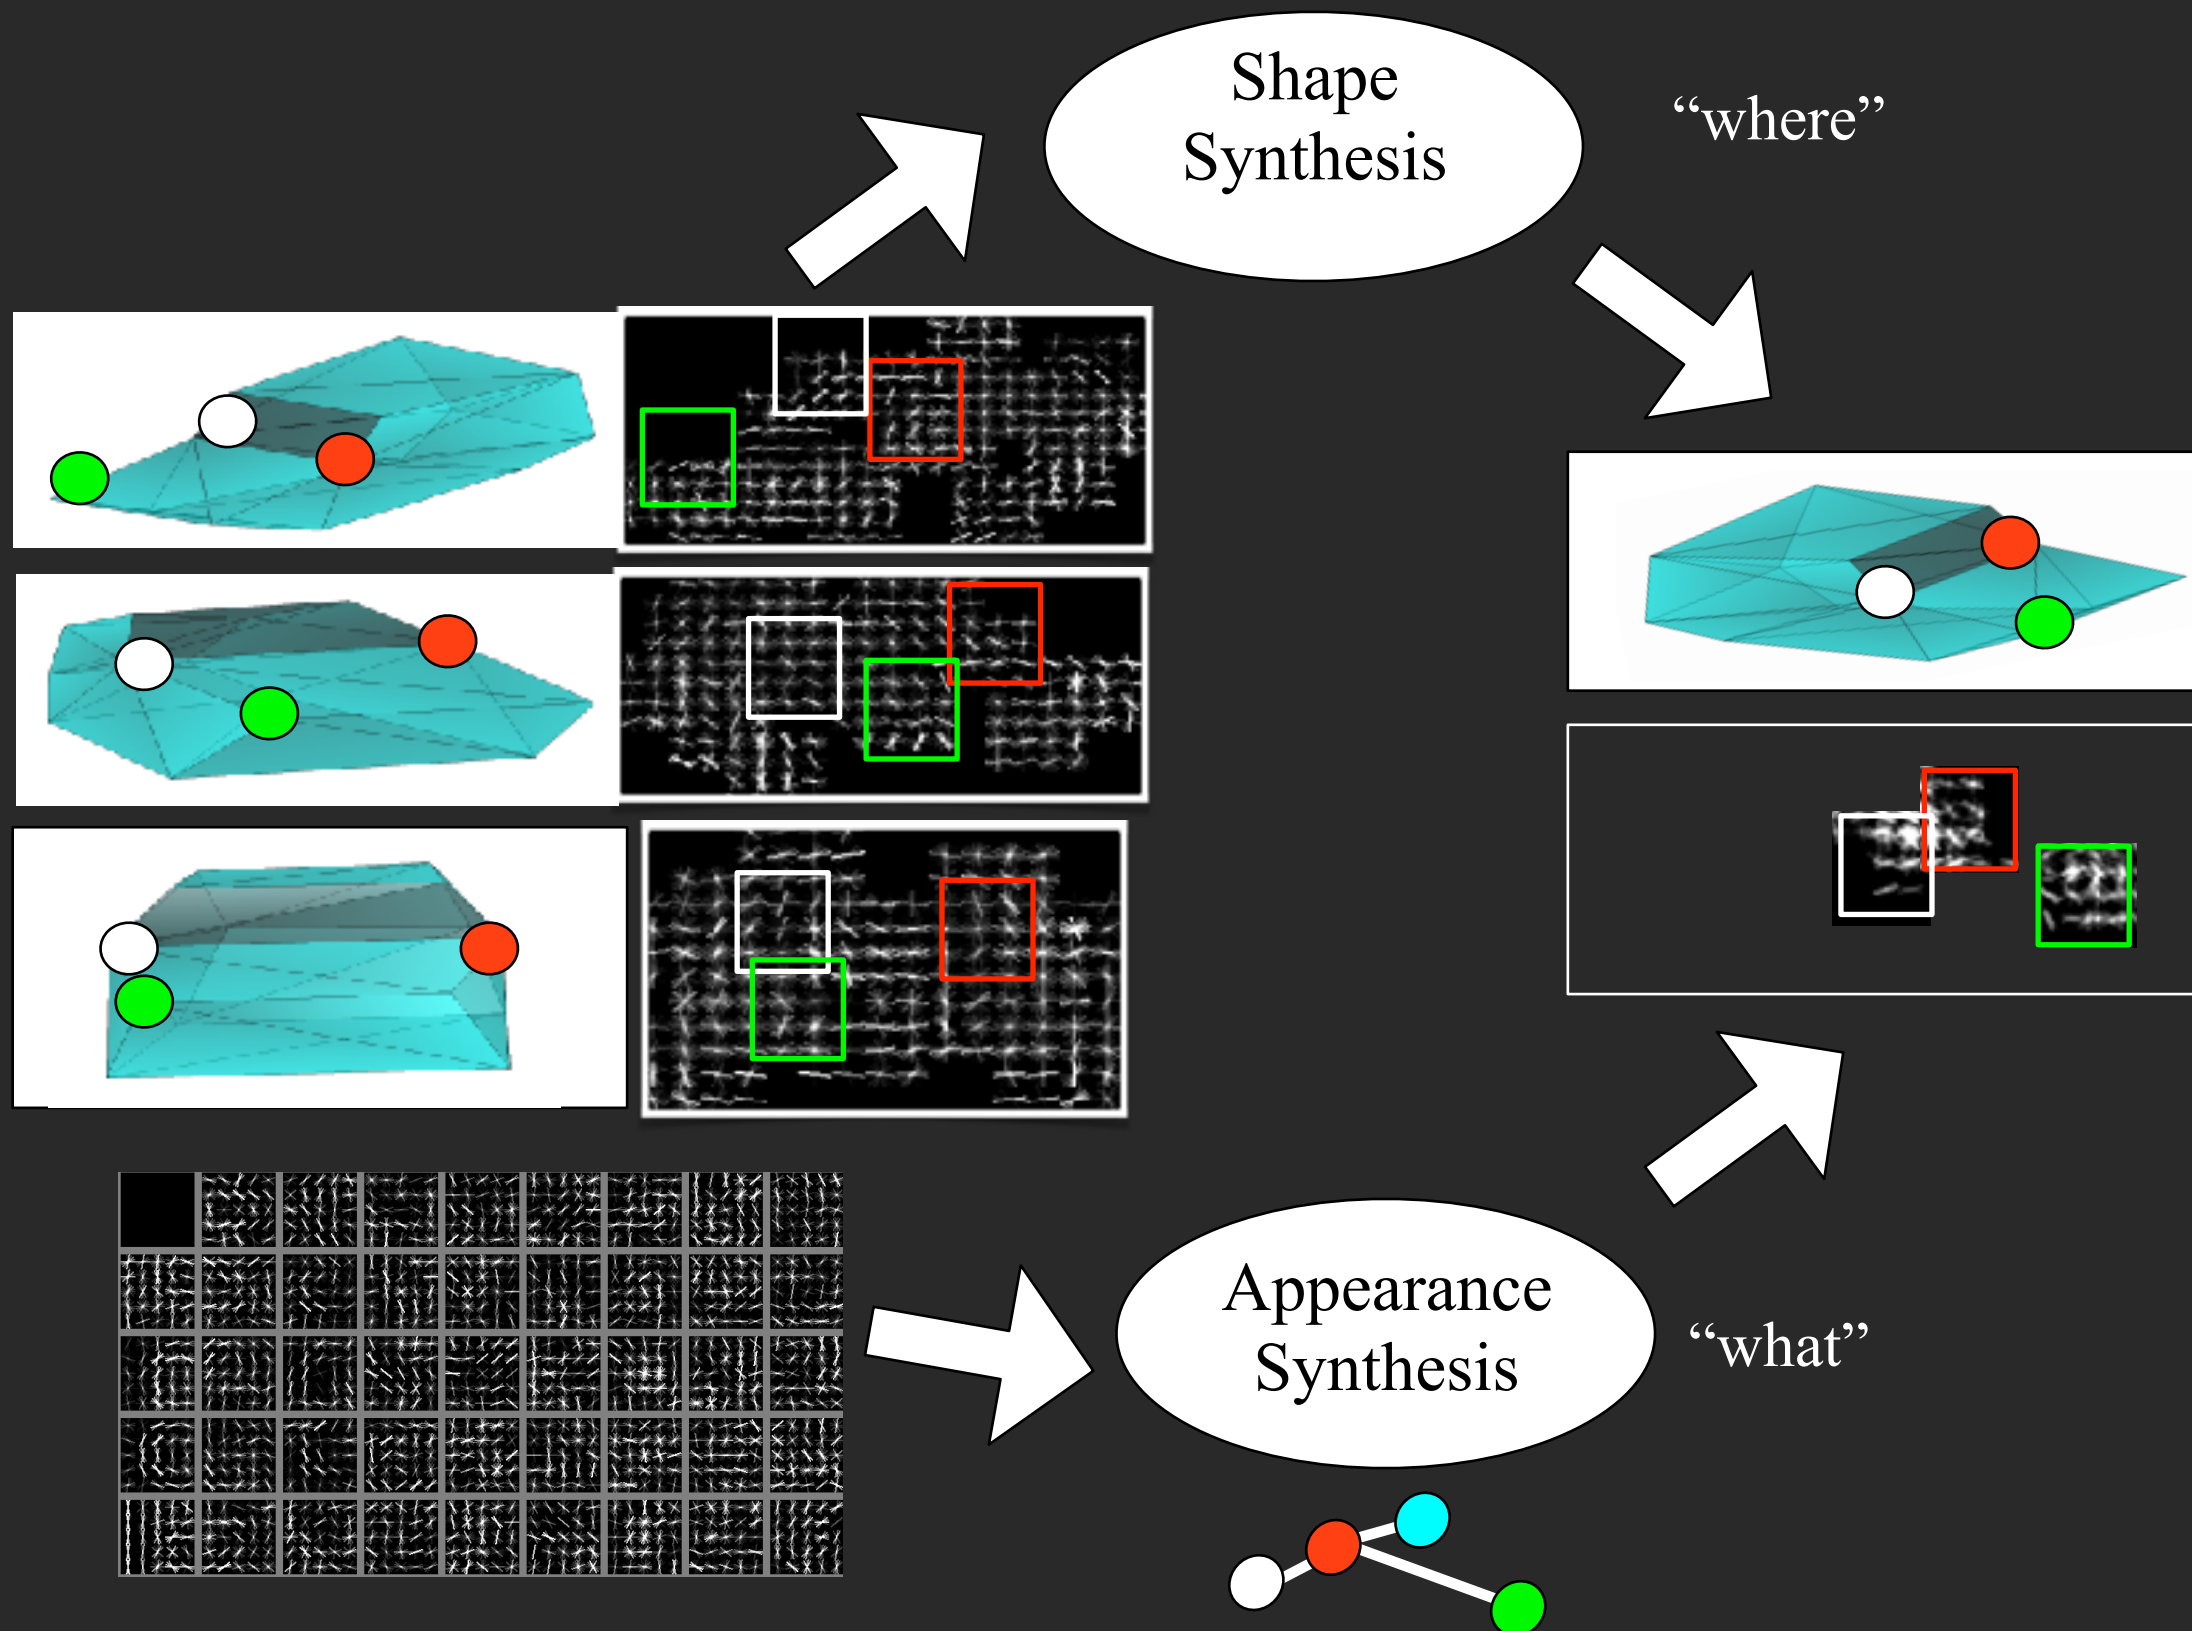 Shape
Synthesis
“where”
Appearance
Synthesis
“what”